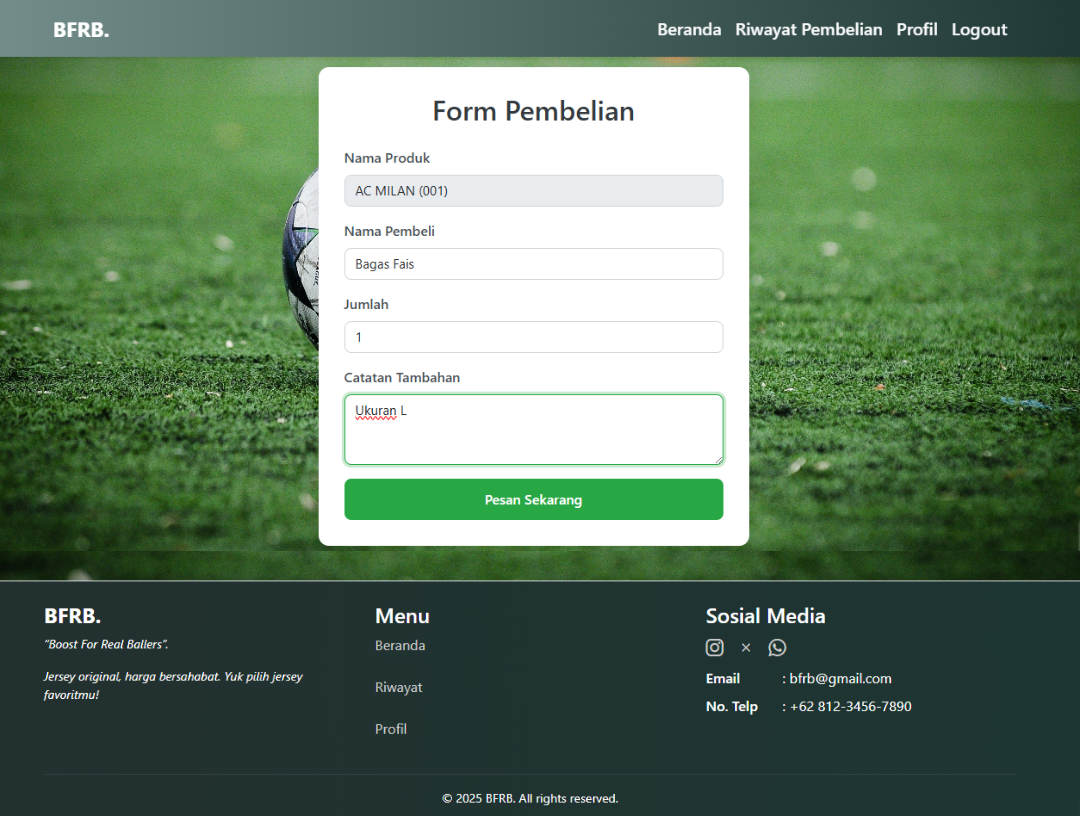 BFRB.
Beranda Riwayat Pembelian Profil Logout
Form Pembelian
Nama Produk
AC MILAN (001)
Nama Pembeli
Bagas Fais
Jumlah
1
Catatan Tambahan
Ukuran L
Pesan Sekarang
BFRB.
"Boost For Real Ballers".
Jersey original, harga bersahabat. Yuk pilih jersey
favoritmu!
Menu
Beranda
Riwayat
Profil
Sosial Media
Email : bfrb@gmail.com
No. Telp : +62 812-3456-7890
© 2025 BFRB. All rights reserved.